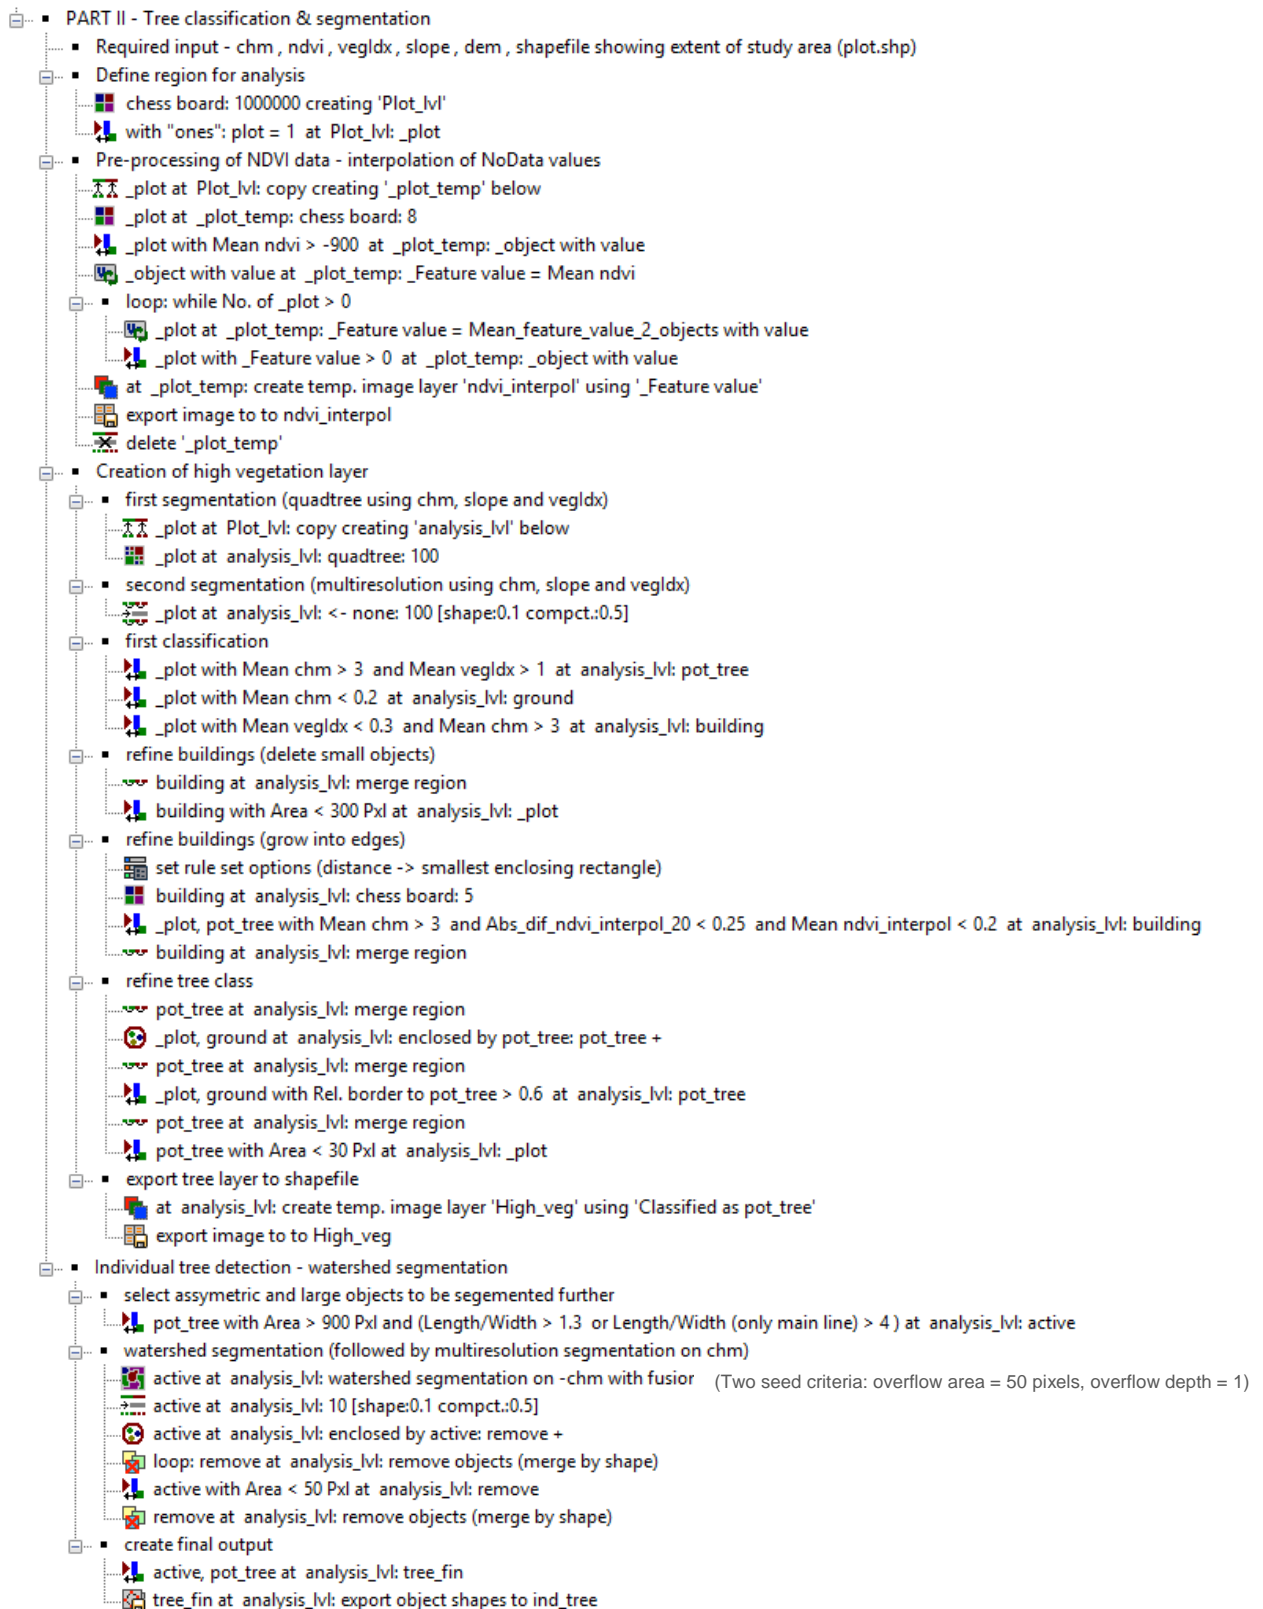 PART II - Tree classification & segmentation
Required input - chm , ndvi , vegIdx , slope , dem , shapefile showing extent of study area (plot.shp)
Define region for analysis
chess board: 1000000 creating 'Plot_lvl'
with "ones": plot = 1 at Plot_lvl: _plot
Pre-processing of NDVI data - interpolation of NoData values
_plot at Plot_lvl: copy creating '_plot_temp' below
_plot at _plot_temp: chess board: 8
_plot with Mean ndvi > -900 at _plot_temp: _object with value
_object with value at _plot_temp: _Feature value = Mean ndvi
loop: while No. of _plot > 0
_plot at _plot_temp: _Feature value = Mean_feature_value_2_objects with value
_plot with _Feature value > 0 at _plot_temp: _object with value
at _plot_temp: create temp. image layer 'ndvi_interpol' using '_Feature value'
export image to to ndvi_interpol
delete '_plot_temp'
Creation of high vegetation layer
first segmentation (quadtree using chm, slope and vegIdx)
_plot at Plot_lvl: copy creating 'analysis_lvl' below
_plot at analysis_lvl: quadtree: 100
second segmentation (multiresolution using chm, slope and vegIdx)
_plot at analysis_lvl: <- none: 100 [shape:0.1 compct.:0.5]
first classification
_plot with Mean chm > 3 and Mean vegIdx > 1 at analysis_lvl: pot_tree
_plot with Mean chm < 0.2 at analysis_lvl: ground
_plot with Mean vegIdx < 0.3 and Mean chm > 3 at analysis_lvl: building
refine buildings (delete small objects)
building at analysis_lvl: merge region
building with Area < 300 Pxl at analysis_lvl: _plot
refine buildings (grow into edges)
set rule set options (distance -> smallest enclosing rectangle)
building at analysis_lvl: chess board: 5
_plot, pot_tree with Mean chm > 3 and Abs_dif_ndvi_interpol_20 < 0.25 and Mean ndvi_interpol < 0.2 at analysis_lvl: building
building at analysis_lvl: merge region
refine tree class
pot_tree at analysis_lvl: merge region
_plot, ground at analysis_lvl: enclosed by pot_tree: pot_tree +
pot_tree at analysis_lvl: merge region
_plot, ground with Rel. border to pot_tree > 0.6 at analysis_lvl: pot_tree
pot_tree at analysis_lvl: merge region
pot_tree with Area < 30 Pxl at analysis_lvl: _plot
export tree layer to shapefile
at analysis_lvl: create temp. image layer 'High_veg' using 'Classified as pot_tree'
export image to to High_veg
Individual tree detection - watershed segmentation
select assymetric and large objects to be segemented further
pot_tree with Area > 900 Pxl and (Length/Width > 1.3 or Length/Width (only main line) > 4 ) at analysis_lvl: active
watershed segmentation (followed by multiresolution segmentation on chm)
active at analysis_lvl: watershed segmentation on -chm with fusior (Two seed criteria: overflow area = 50 pixels, overflow depth = 1)
active at analysis_lvl: 10 [shape:0.1 compct.:0.5]
active at analysis_lvl: enclosed by active: remove +
loop: remove at analysis_lvl: remove objects (merge by shape)
active with Area < 50 Pxl at analysis_lvl: remove
remove at analysis_lvl: remove objects (merge by shape)
create final output
active, pot_tree at analysis_lvl: tree_fin
tree_fin at analysis_lvl: export object shapes to ind_tree